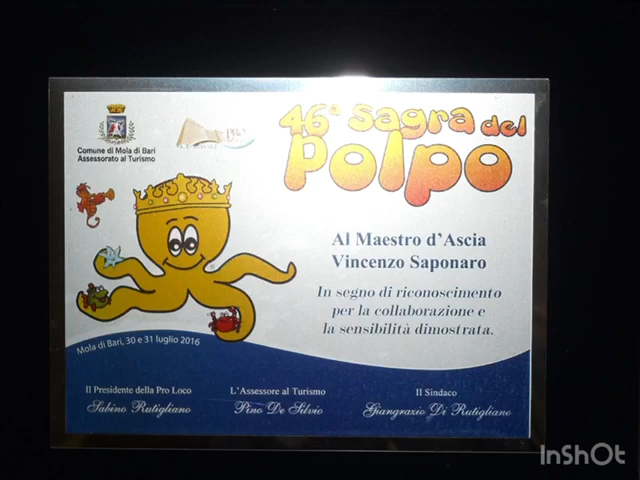 Comune di Mola di Bari
Assessorato al Turismo
PRO
46ª Sagra del
Polpo
Al Maestro d'Ascia
Vincenzo Saponaro
In segno di riconoscimento
per la collaborazione e
la sensibilità dimostrata.
Mola di Bari, 30 e 31 luglio 2016
Il Presidente della Pro Loco
Sabino Rutigliano
L'Assessore al Turismo
Pino De Silvio
Il Sindaco
Giangrazio Di Rutigliano
InShOt